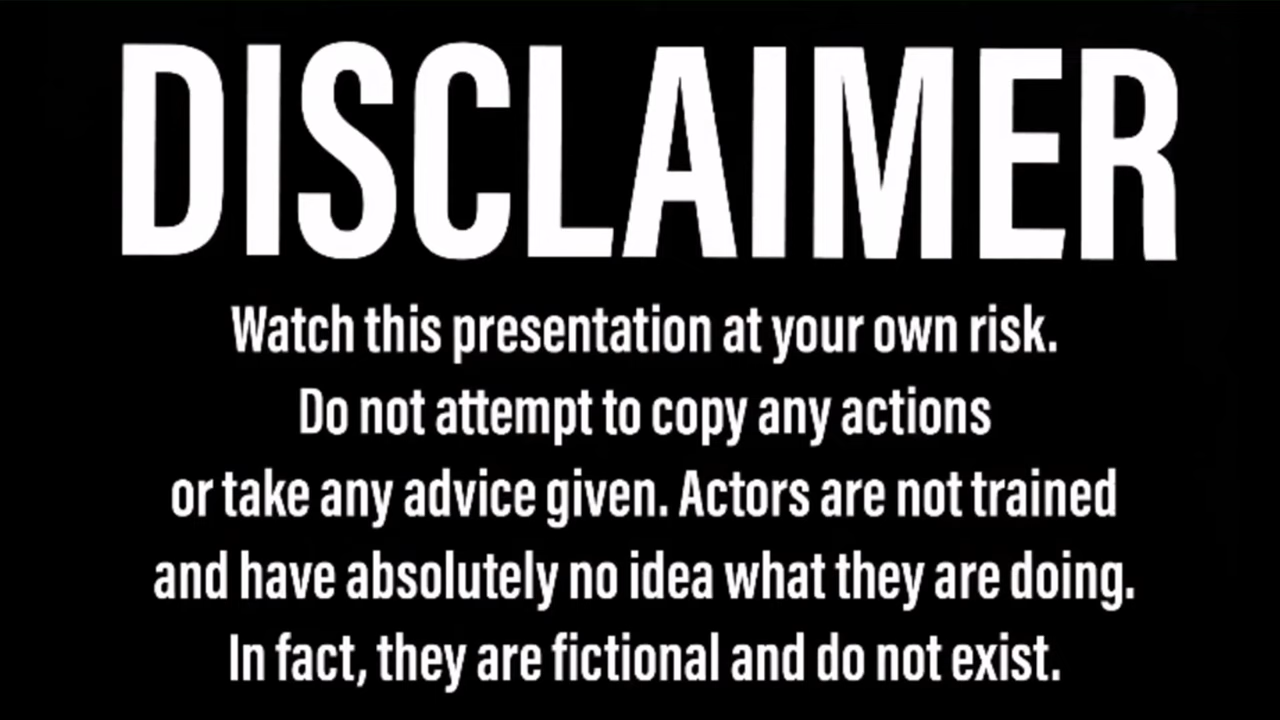 DISCLAIMER
Watch this presentation at your own risk.
Do not attempt to copy any actions
or take any advice given. Actors are not trained
and have absolutely no idea what they are doing.
In fact, they are fictional and do not exist.